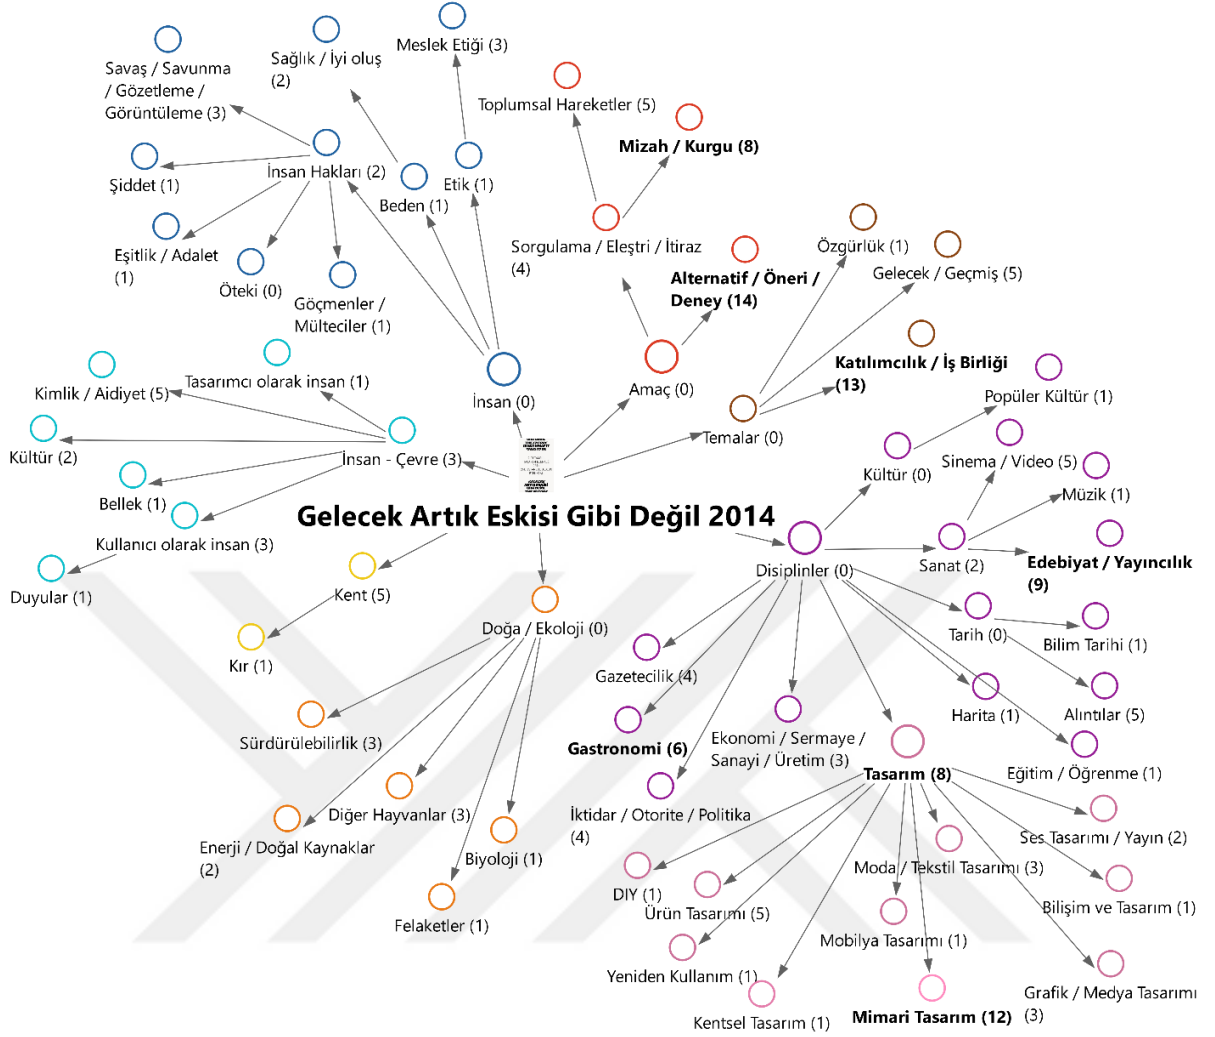 Meslek Etiği (3)
Sağlık / İyi oluş
(2)
Savaş / Savunma
/ Gözetleme /
Görüntüleme (3)
Toplumsal Hareketler (5)
Mizah / Kurgu (8)
İnsan Hakları (2)
Şiddet (1)
Etik (1)
Beden (1)
Eşitlik / Adalet
(1)
Öteki (0)
Göçmenler /
Mülteciler (1)
Sorgulama / Eleştri / İtiraz
(4)
Alternatif / Öneri /
Deney (14)
Özgürlük (1)
Gelecek / Geçmiş (5)
Katılımcılık / İş Birliği
(13)
Tasarımcı olarak insan (1)
Kimlik / Aidiyet (5)
İnsan (0)
Amaç (0)
Temalar (0)
Popüler Kültür (1)
Kültür (2)
İnsan - Çevre (3)
Kültür (0)
Sinema / Video (5)
Müzik (1)
Bellek (1)
Kullanıcı olarak insan (3)
Duyular (1)
Gelecek Artık Eskisi Gibi Değil 2014
Disiplinler (0)
Sanat (2)
Edebiyat / Yayıncılık
(9)
Kent (5)
Kır (1)
Doğa / Ekoloji (0)
Tarih (0)
Bilim Tarihi (1)
Gazetecilik (4)
Harita (1)
Alıntılar (5)
Sürdürülebilirlik (3)
Gastronomi (6)
Ekonomi / Sermaye /
Sanayi / Üretim (3)
Tasarım (8)
Eğitim / Öğrenme (1)
Diğer Hayvanlar (3)
İktidar / Otorite / Politika
(4)
Enerji / Doğal Kaynaklar
(2)
Biyoloji (1)
Ses Tasarımı / Yayın (2)
Moda / Tekstil Tasarımı (3)
DIY (1)
Ürün Tasarımı (5)
Bilişim ve Tasarım (1)
Felaketler (1)
Mobilya Tasarımı (1)
Yeniden Kullanım (1)
Kentsel Tasarım (1)
Mimari Tasarım (12)
Grafik / Medya Tasarımı
(3)